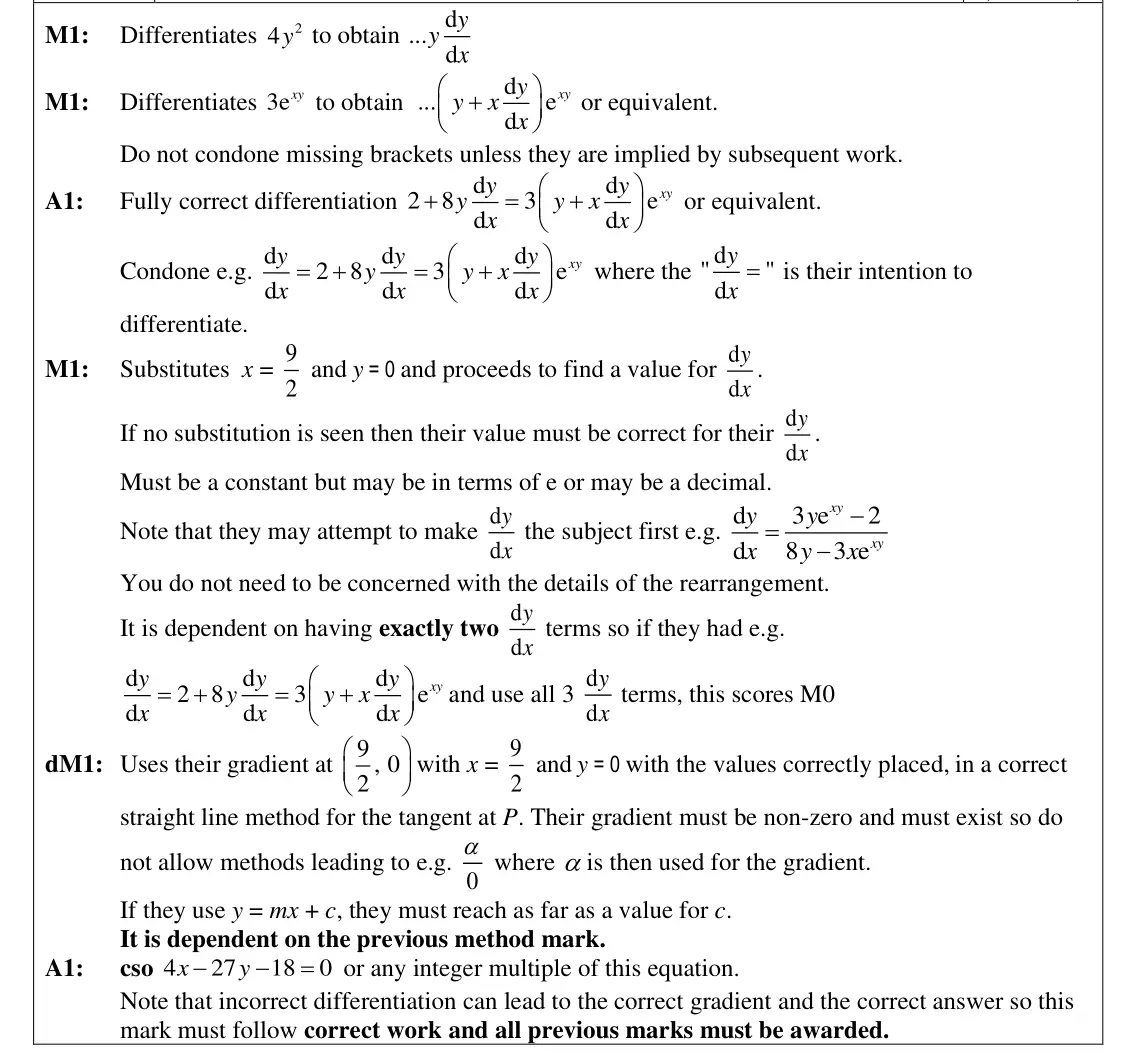 M1: Differentiates 4y² to obtain ...y dy/dx
M1: Differentiates 3e^xy to obtain ...(y + x dy/dx)e^xy or equivalent.
Do not condone missing brackets unless they are implied by subsequent work.
A1: Fully correct differentiation 2 + 8y dy/dx = 3(y + x dy/dx)e^xy or equivalent.
Condone e.g. dy/dx = 2 + 8y dy/dx = 3(y + x dy/dx)e^xy where the "dy/dx =" is their intention to
differentiate.
M1: Substitutes x = 9/2 and y = 0 and proceeds to find a value for dy/dx.
If no substitution is seen then their value must be correct for their dy/dx.
Must be a constant but may be in terms of e or may be a decimal.
Note that they may attempt to make dy/dx the subject first e.g. dy/dx = (3ye^xy − 2)/(8y − 3xe^xy)
You do not need to be concerned with the details of the rearrangement.
It is dependent on having exactly two dy/dx terms so if they had e.g.
dy/dx = 2 + 8y dy/dx = 3(y + x dy/dx)e^xy and use all 3 dy/dx terms, this scores M0
dM1: Uses their gradient at (9/2, 0) with x = 9/2 and y = 0 with the values correctly placed, in a correct
straight line method for the tangent at P. Their gradient must be non-zero and must exist so do
not allow methods leading to e.g. α/0 where α is then used for the gradient.
If they use y = mx + c, they must reach as far as a value for c.
It is dependent on the previous method mark.
A1: cso 4x − 27y − 18 = 0 or any integer multiple of this equation.
Note that incorrect differentiation can lead to the correct gradient and the correct answer so this
mark must follow correct work and all previous marks must be awarded.